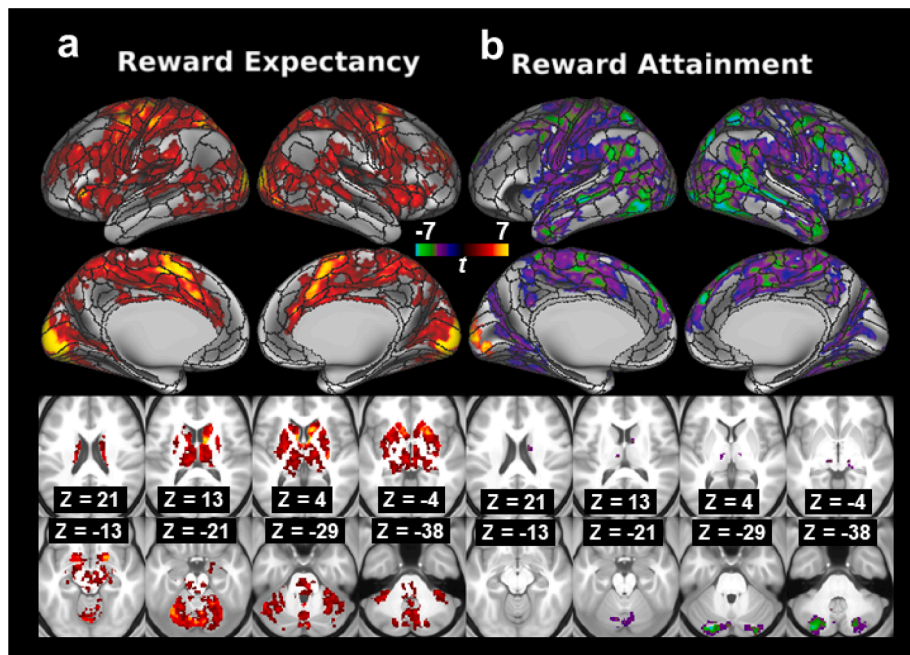 a Reward Expectancy b Reward Attainment
-7 7
t
Z = 21 Z = 13 Z = 4 Z = -4 Z = 21 Z = 13 Z = 4 Z = -4
Z = -13 Z = -21 Z = -29 Z = -38 Z = -13 Z = -21 Z = -29 Z = -38